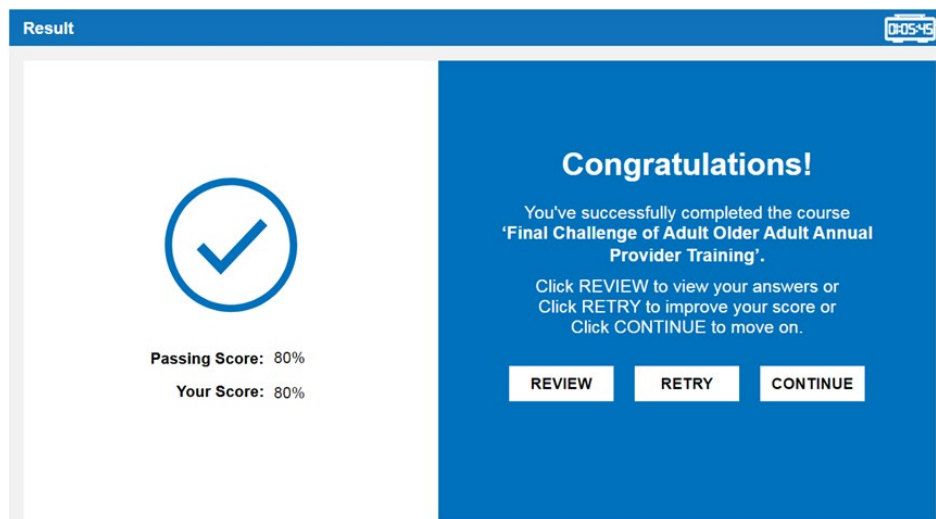 Result
0:05:45
Passing Score: 80%
Your Score: 80%
Congratulations!
You've successfully completed the course
‘Final Challenge of Adult Older Adult Annual
Provider Training’.
Click REVIEW to view your answers or
Click RETRY to improve your score or
Click CONTINUE to move on.
REVIEW RETRY CONTINUE